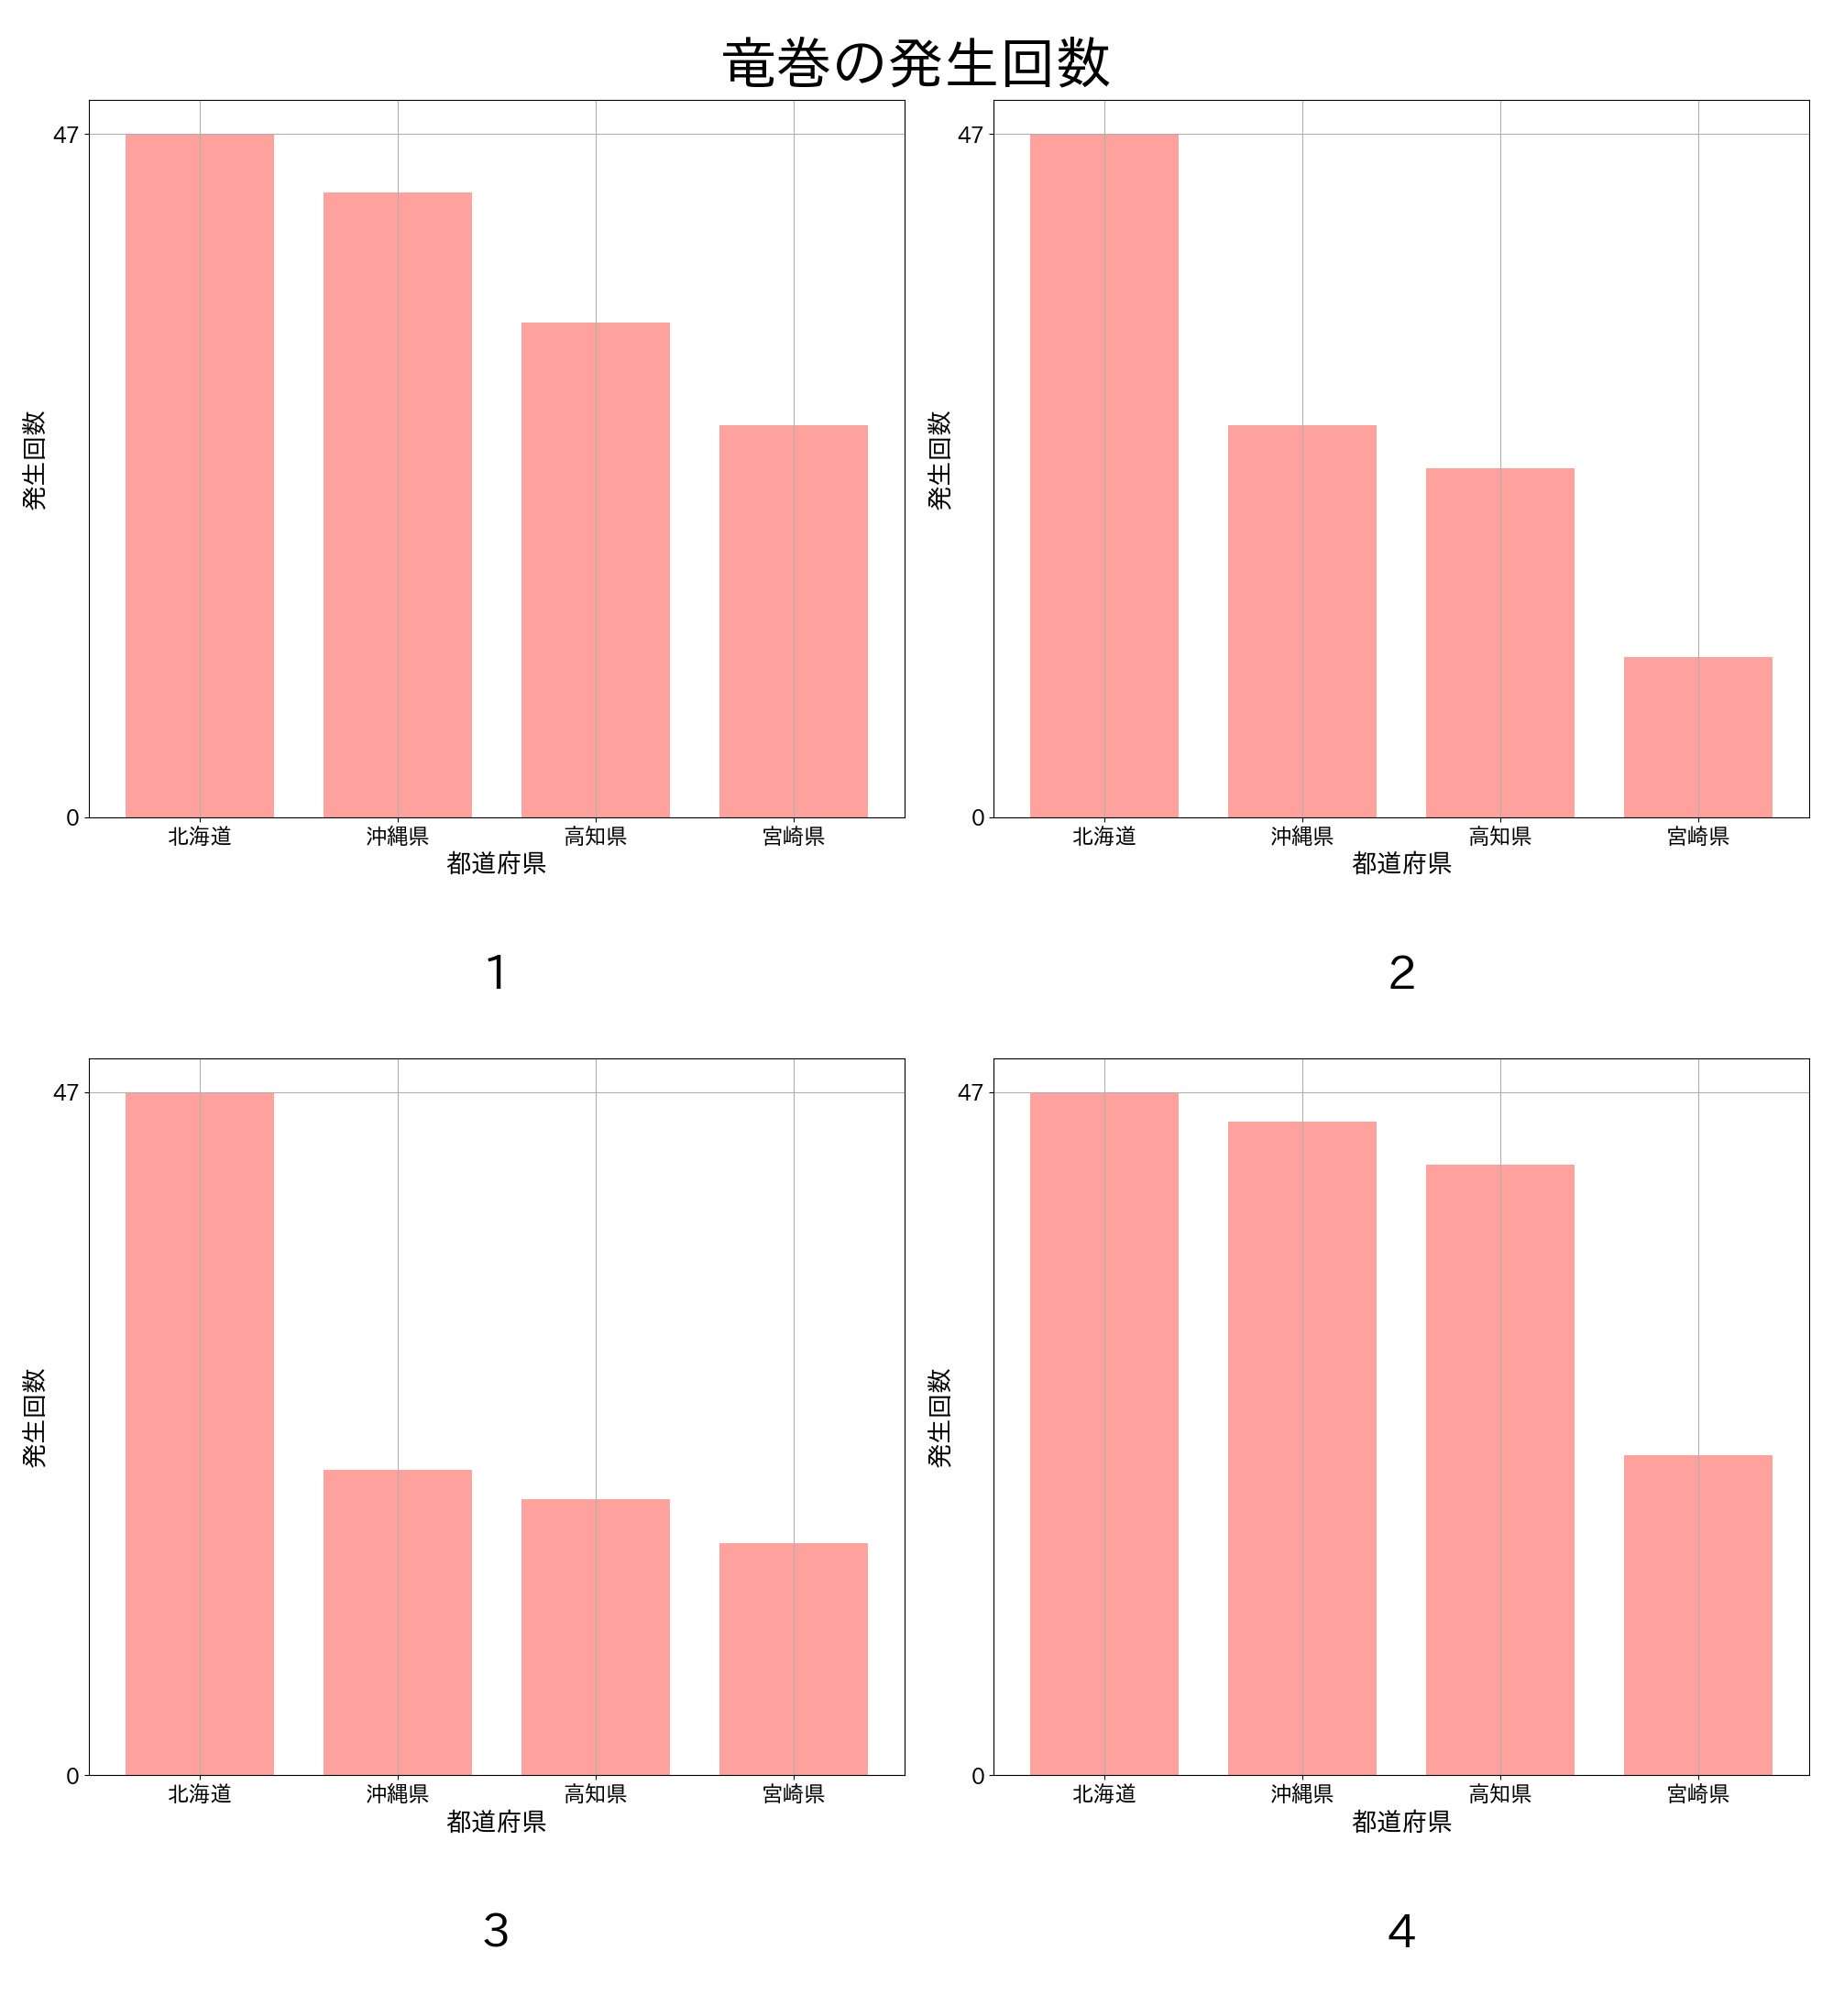 竜巻の発生回数
47
0
発生回数
北海道 沖縄県 高知県 宮崎県
都道府県
1
47
0
発生回数
北海道 沖縄県 高知県 宮崎県
都道府県
2
47
0
発生回数
北海道 沖縄県 高知県 宮崎県
都道府県
3
47
0
発生回数
北海道 沖縄県 高知県 宮崎県
都道府県
4